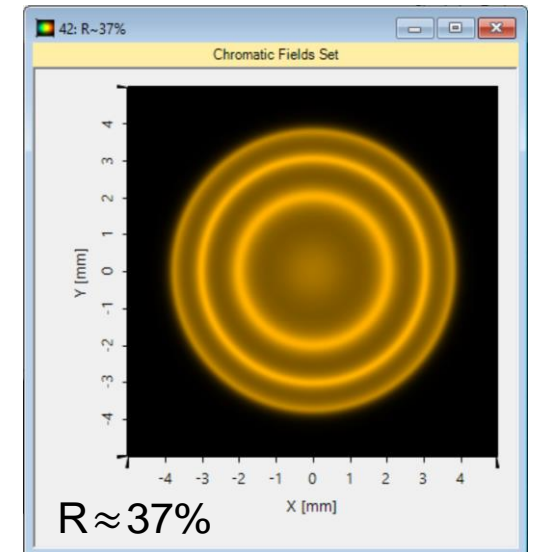 42: R~37%
Chromatic Fields Set
Y [mm]
4
3
2
1
0
-1
-2
-3
-4
-4 -3 -2 -1 0 1 2 3 4
X [mm]
R≈37%